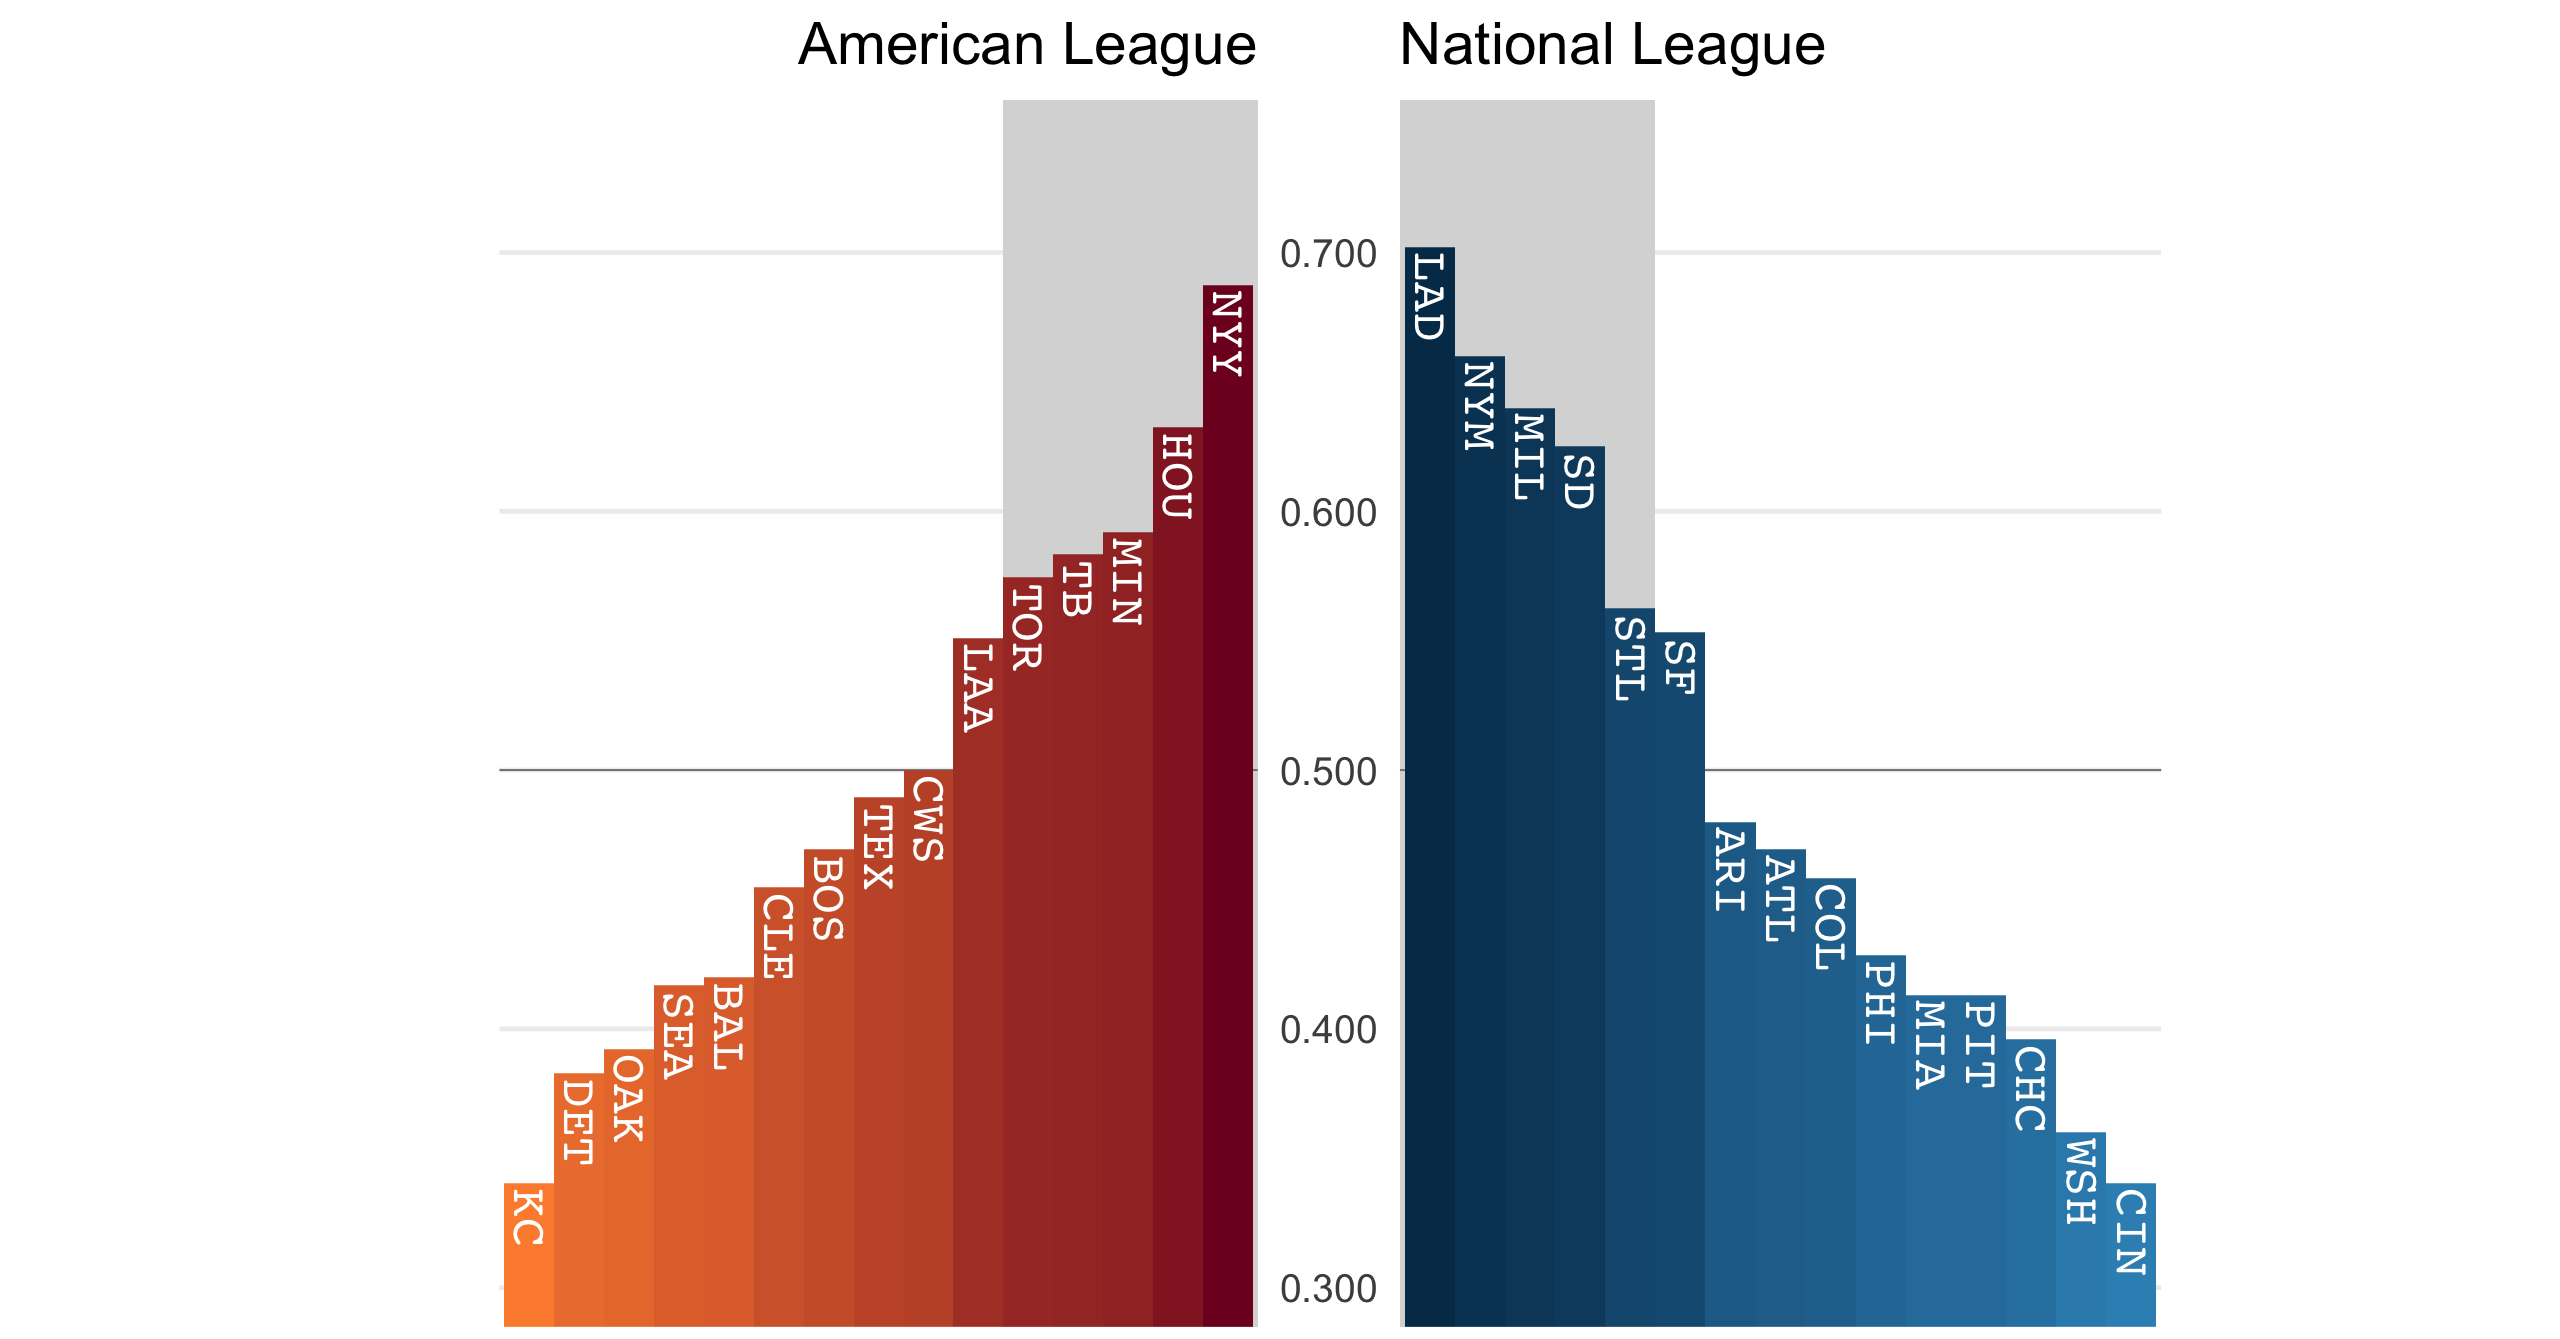 American League
National League
0.700
0.600
0.500
0.400
0.300
KC
DET
OAK
SEA
BAL
CLE
BOS
TEX
CWS
LAA
TOR
TB
MIN
HOU
NYY
LAD
NYM
MIL
SD
STL
SF
ARI
ATL
COL
PHI
MIA
PIT
CHC
WSH
CIN